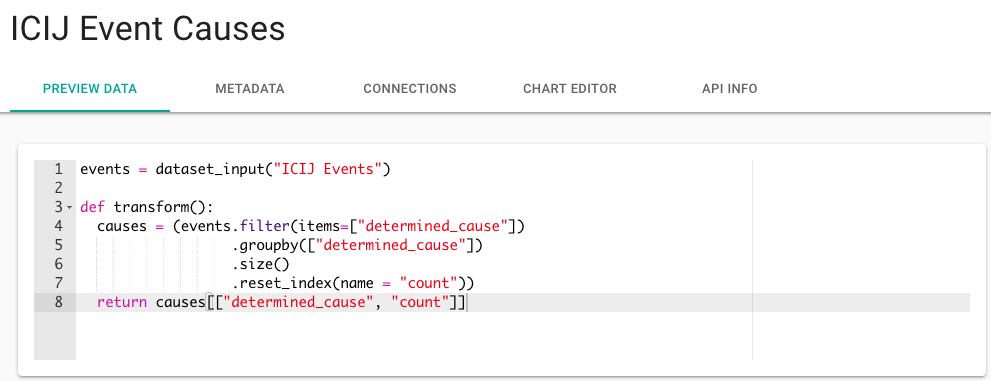 ICIJ Event Causes
PREVIEW DATA METADATA CONNECTIONS CHART EDITOR API INFO
1 events = dataset_input("ICIJ Events")
2
3 def transform():
4   causes = (events.filter(items=["determined_cause"])
5                   .groupby(["determined_cause"])
6                   .size()
7                   .reset_index(name = "count"))
8   return causes[["determined_cause", "count"]]